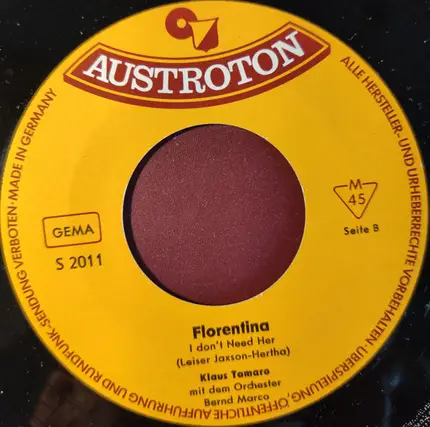 AUSTROTON
ALLE HERSTELLER- UND URHEBERRECHTE VORBEHALTEN · ÜBERSPIELUNG, ÖFFENTLICHE AUFFÜHRUNG UND RUNDFUNK-SENDUNG VERBOTEN · MADE IN GERMANY
GEMA
S 2011
M
45
Seite B
Florentina
I don't Need Her
(Leiser Jaxson-Hertha)
Klaus Tamaro
mit dem Orchester
Bernd Marco